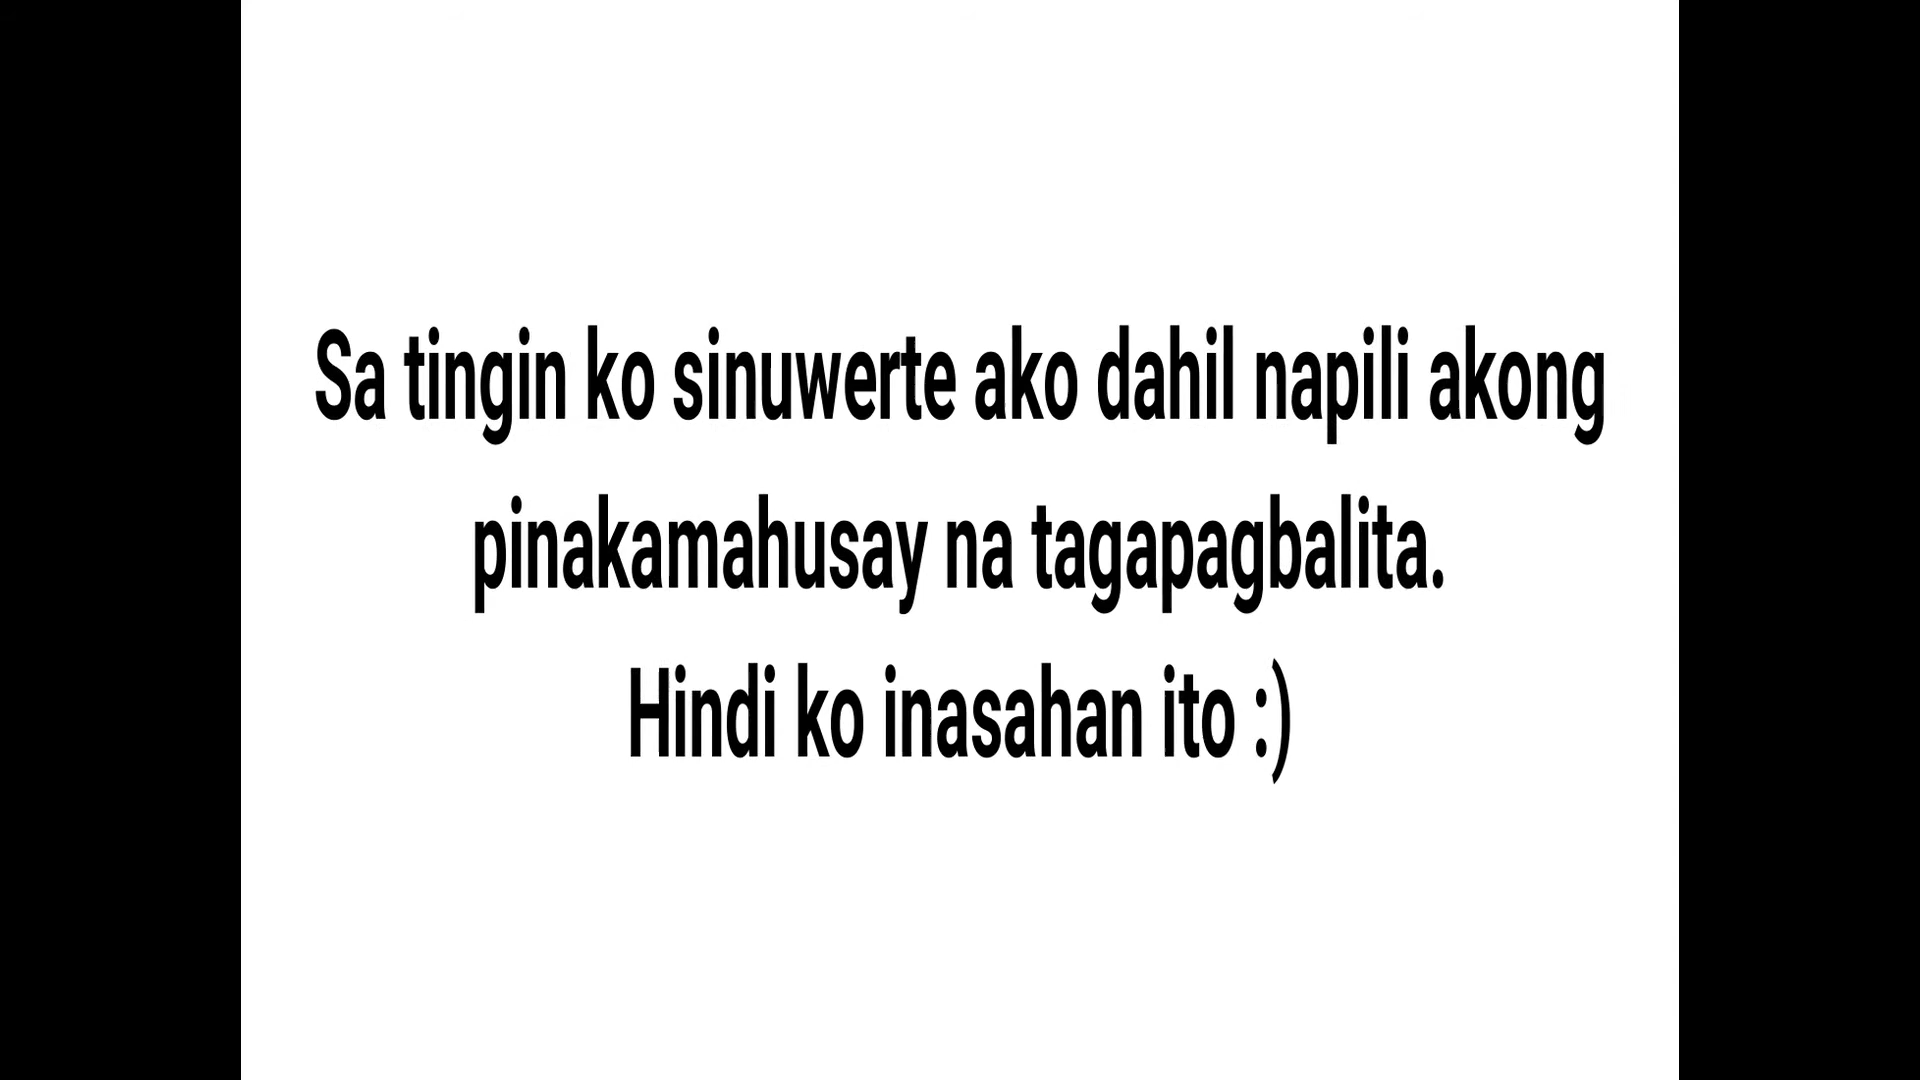 Sa tingin ko sinuwerte ako dahil napili akong
pinakamahusay na tagapagbalita.
Hindi ko inasahan ito :)